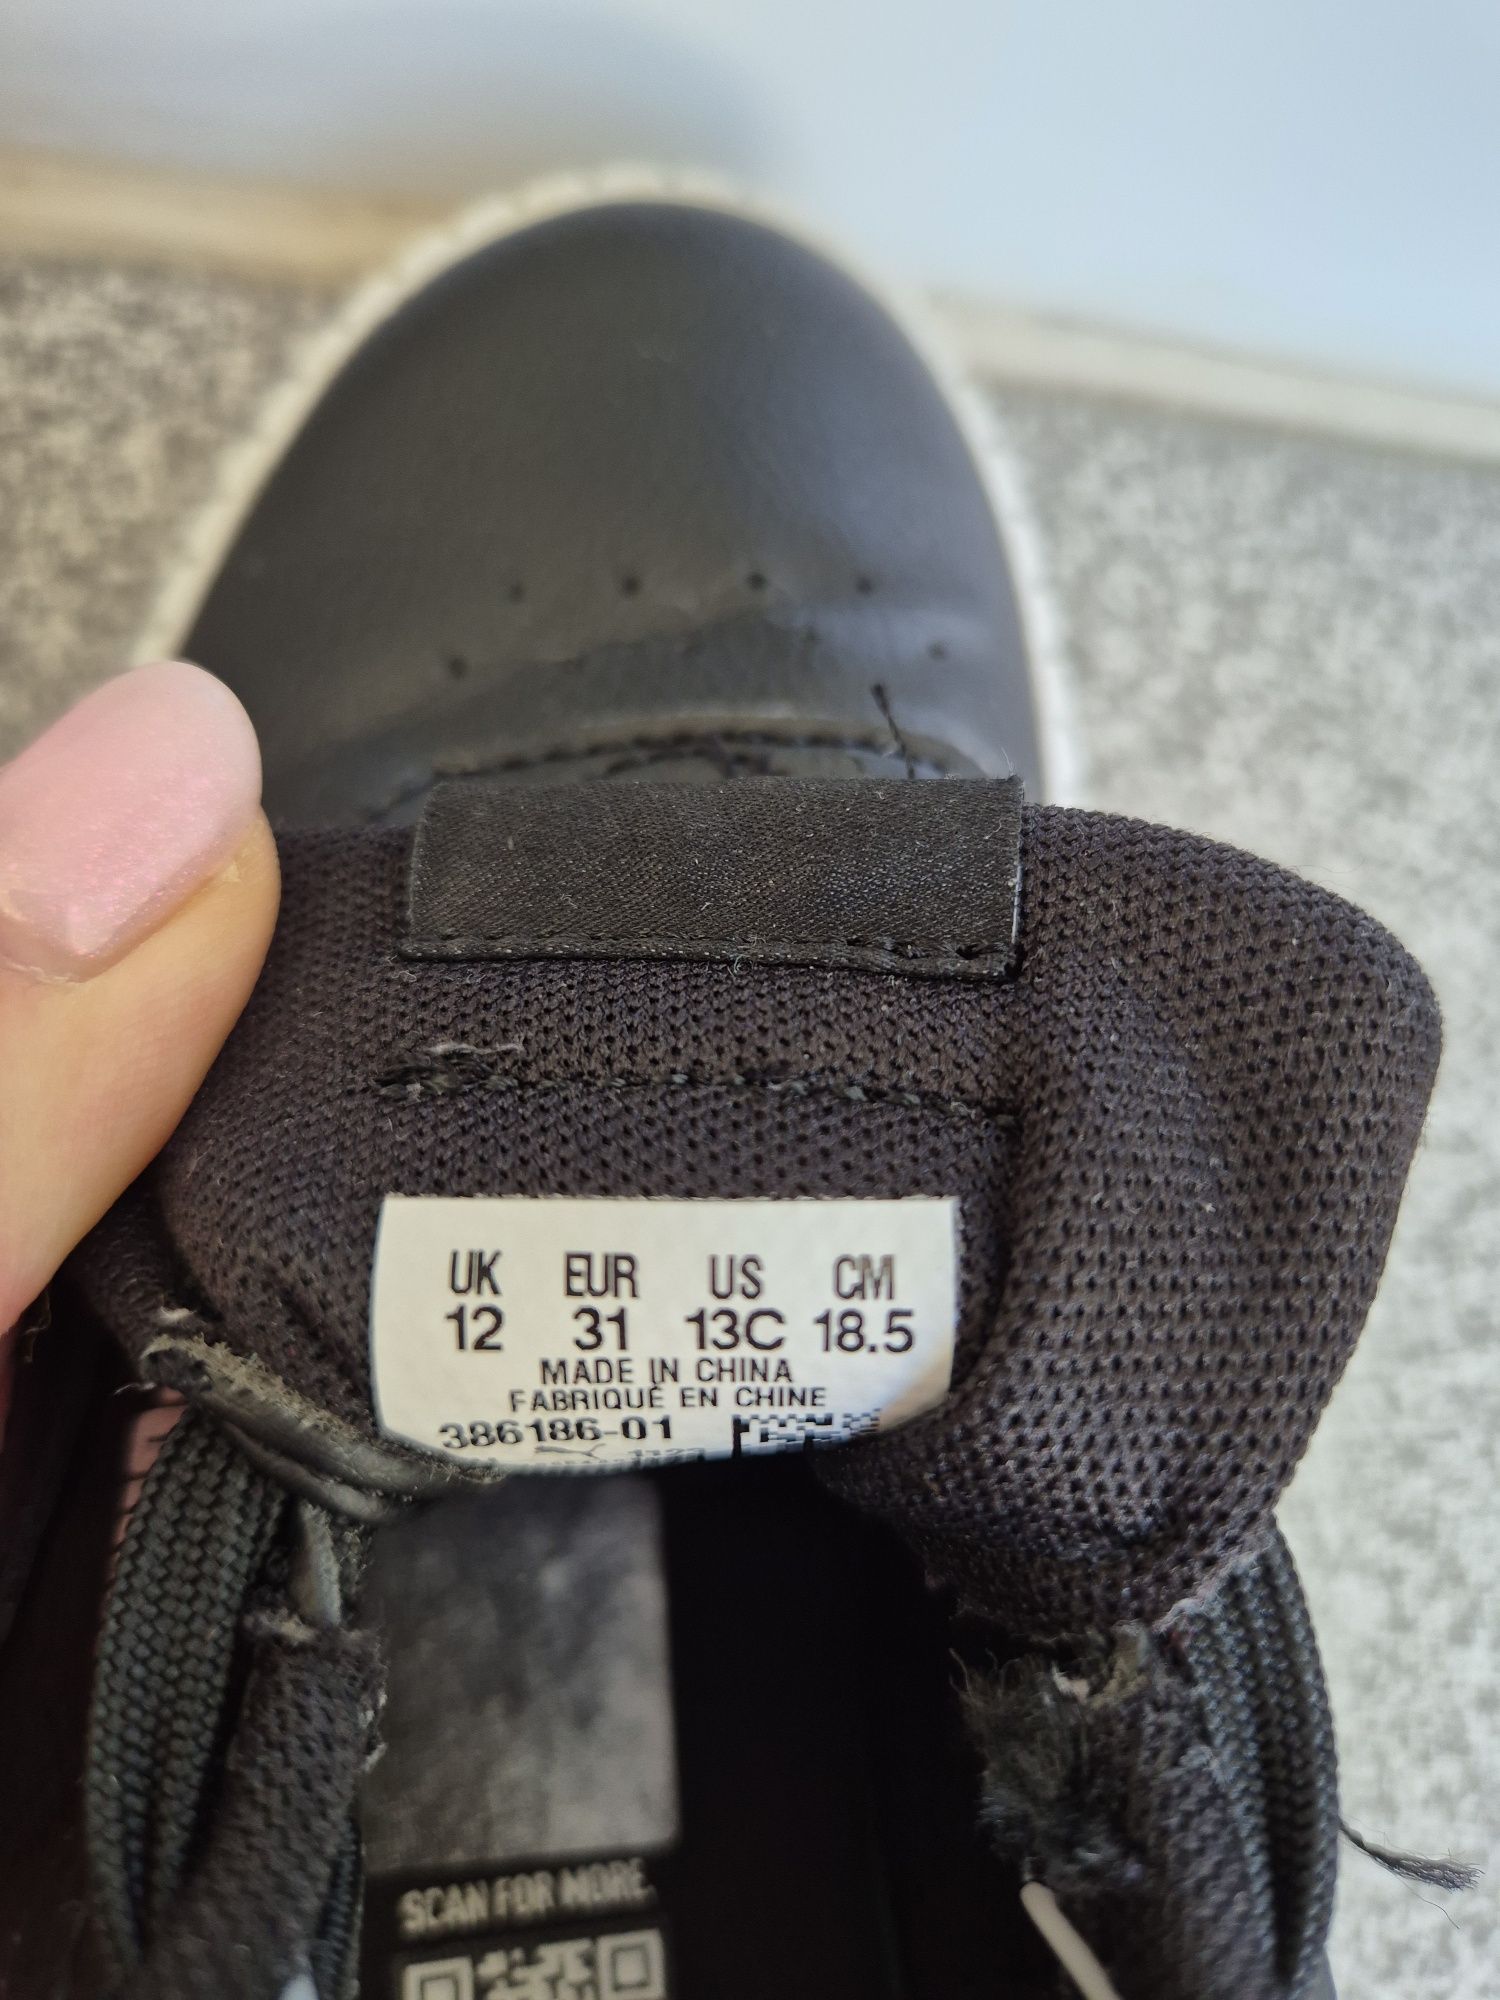 UK EUR US CM
12 31 13C 18.5
MADE IN CHINA
FABRIQUÉ EN CHINE
386186-01
SCAN FOR MORE